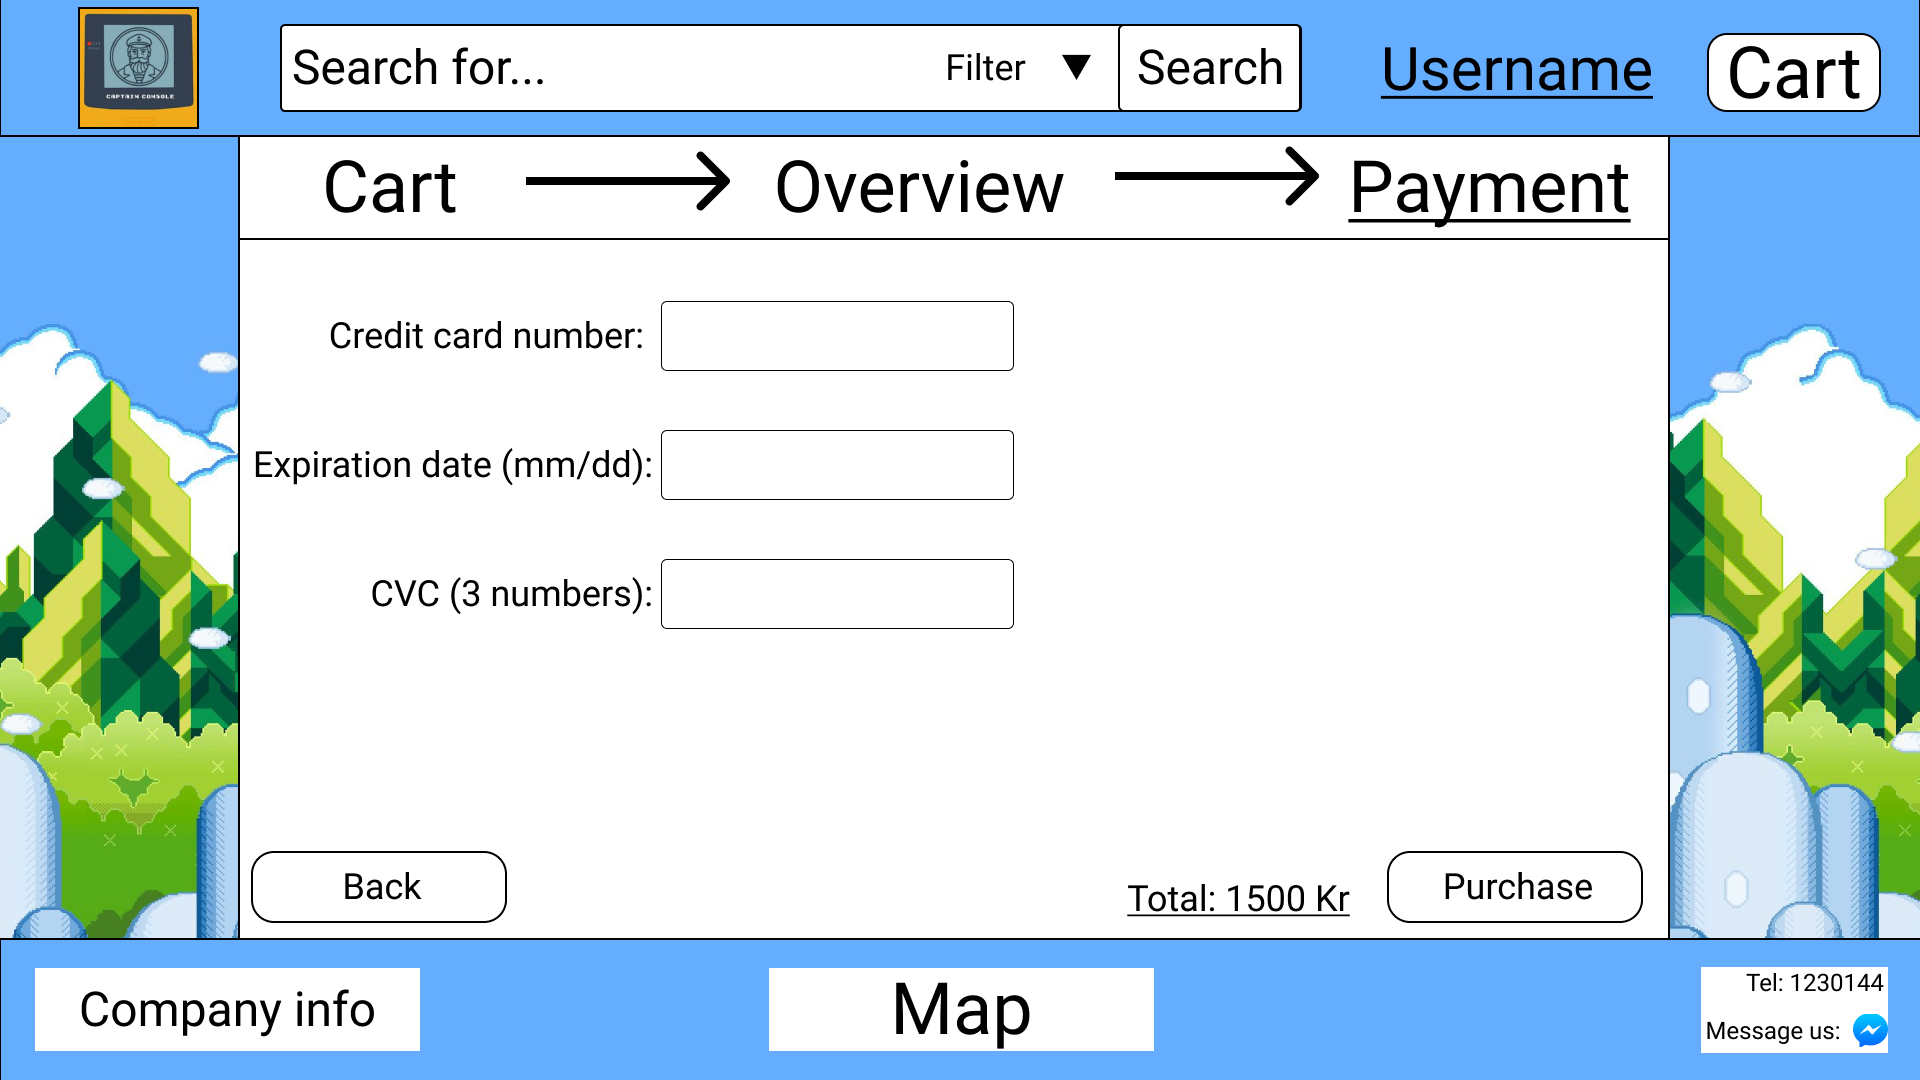 CAPTAIN CONSOLE
Search for...
Filter
Search
Username
Cart
Cart
Overview
Payment
Credit card number:
Expiration date (mm/dd):
CVC (3 numbers):
Back
Total: 1500 Kr
Purchase
Company info
Map
Tel: 1230144
Message us: